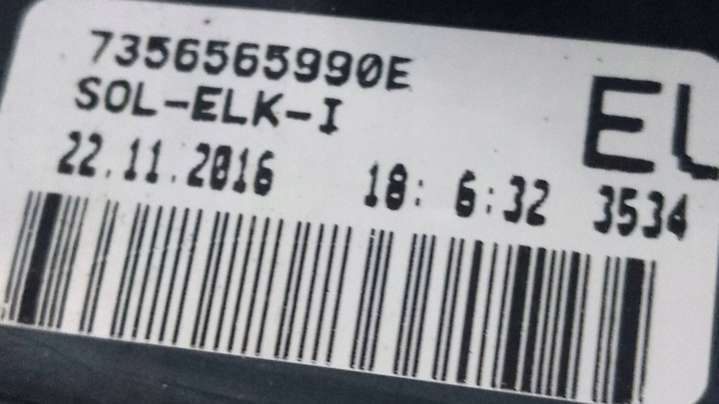 7356565990E
SOL-ELK-I
EL
22.11.2016 18: 6:32 3534